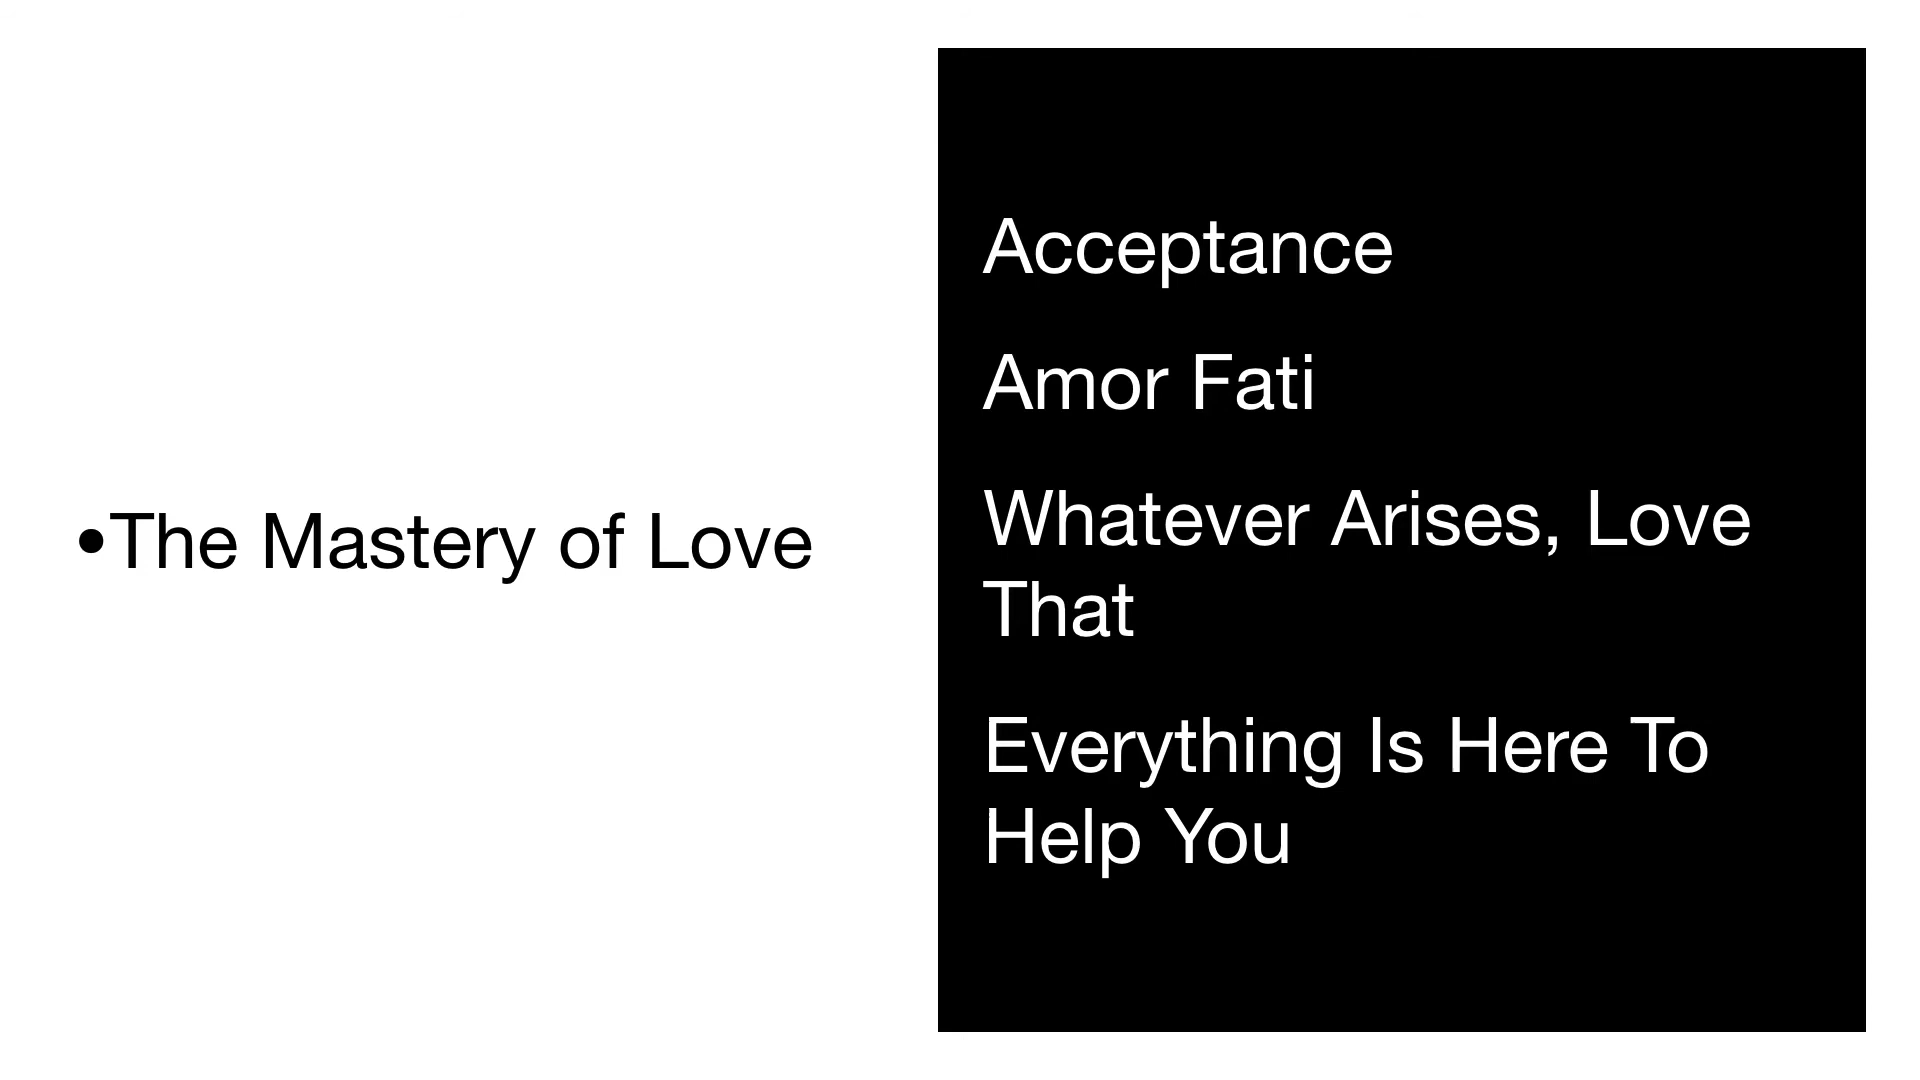 •The Mastery of Love
Acceptance
Amor Fati
Whatever Arises, Love
That
Everything Is Here To
Help You